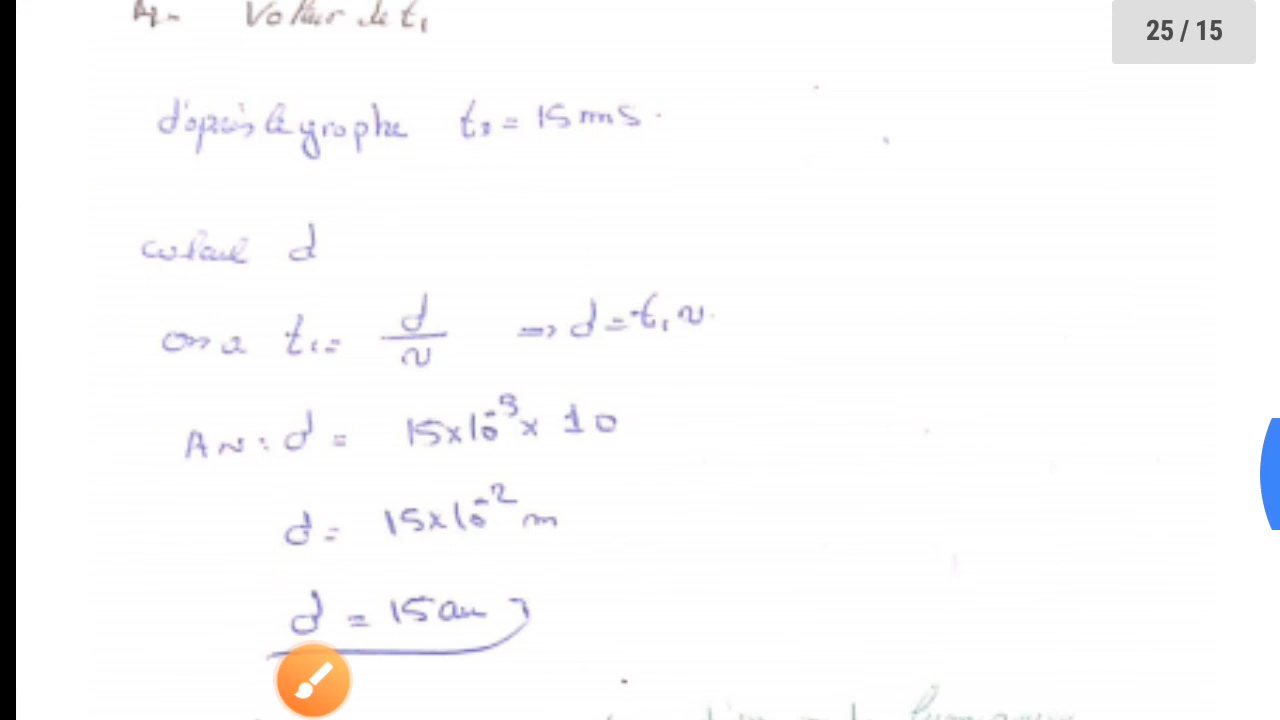 25 / 15
Valeur de t₁
d'après le graphe t₁ = 15 ms.
calcul d
on a t₁ = d/v => d = t₁ v.
AN : d = 15×10⁻³ × 10
d = 15×10⁻² m
d = 15 cm